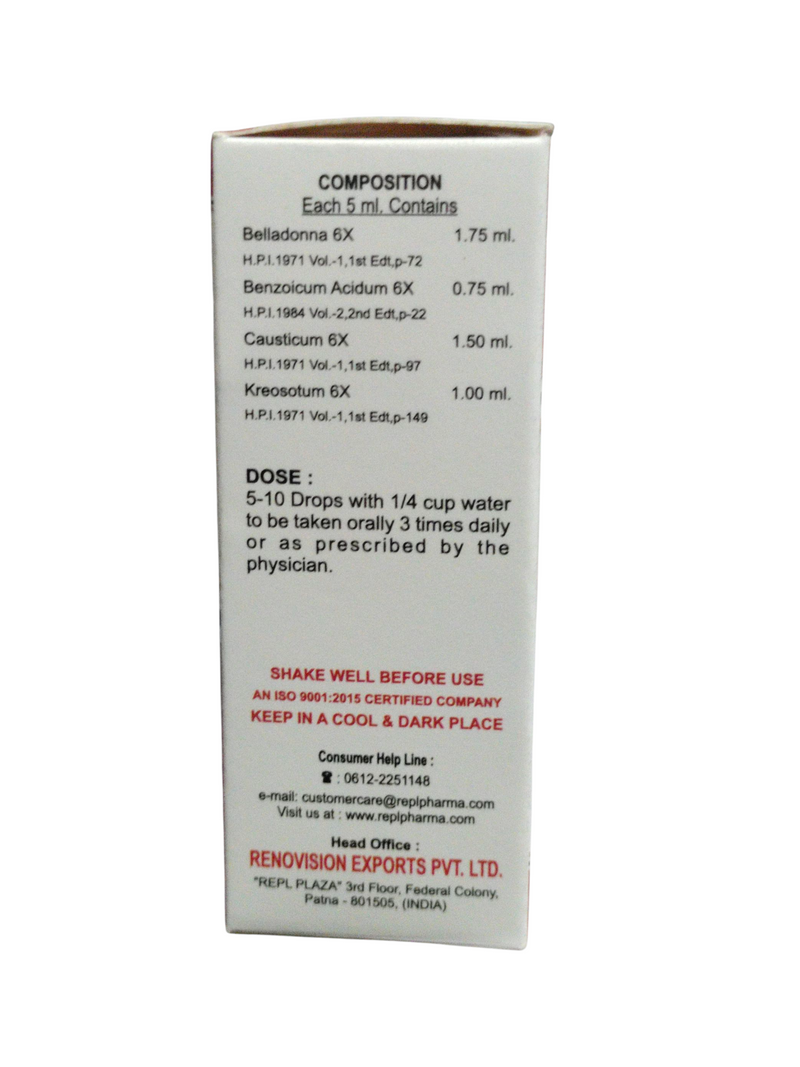 COMPOSITION
Each 5 ml. Contains
Belladonna 6X 1.75 ml.
H.P.I.1971 Vol.-1,1st Edt,p-72
Benzoicum Acidum 6X 0.75 ml.
H.P.I.1984 Vol.-2,2nd Edt,p-22
Causticum 6X 1.50 ml.
H.P.I.1971 Vol.-1,1st Edt,p-97
Kreosotum 6X 1.00 ml.
H.P.I.1971 Vol.-1,1st Edt,p-149
DOSE :
5-10 Drops with 1/4 cup water
to be taken orally 3 times daily
or as prescribed by the
physician.
SHAKE WELL BEFORE USE
AN ISO 9001:2015 CERTIFIED COMPANY
KEEP IN A COOL & DARK PLACE
Consumer Help Line :
☎ : 0612-2251148
e-mail: customercare@replpharma.com
Visit us at : www.replpharma.com
Head Office :
RENOVISION EXPORTS PVT. LTD.
"REPL PLAZA" 3rd Floor, Federal Colony,
Patna - 801505, (INDIA)